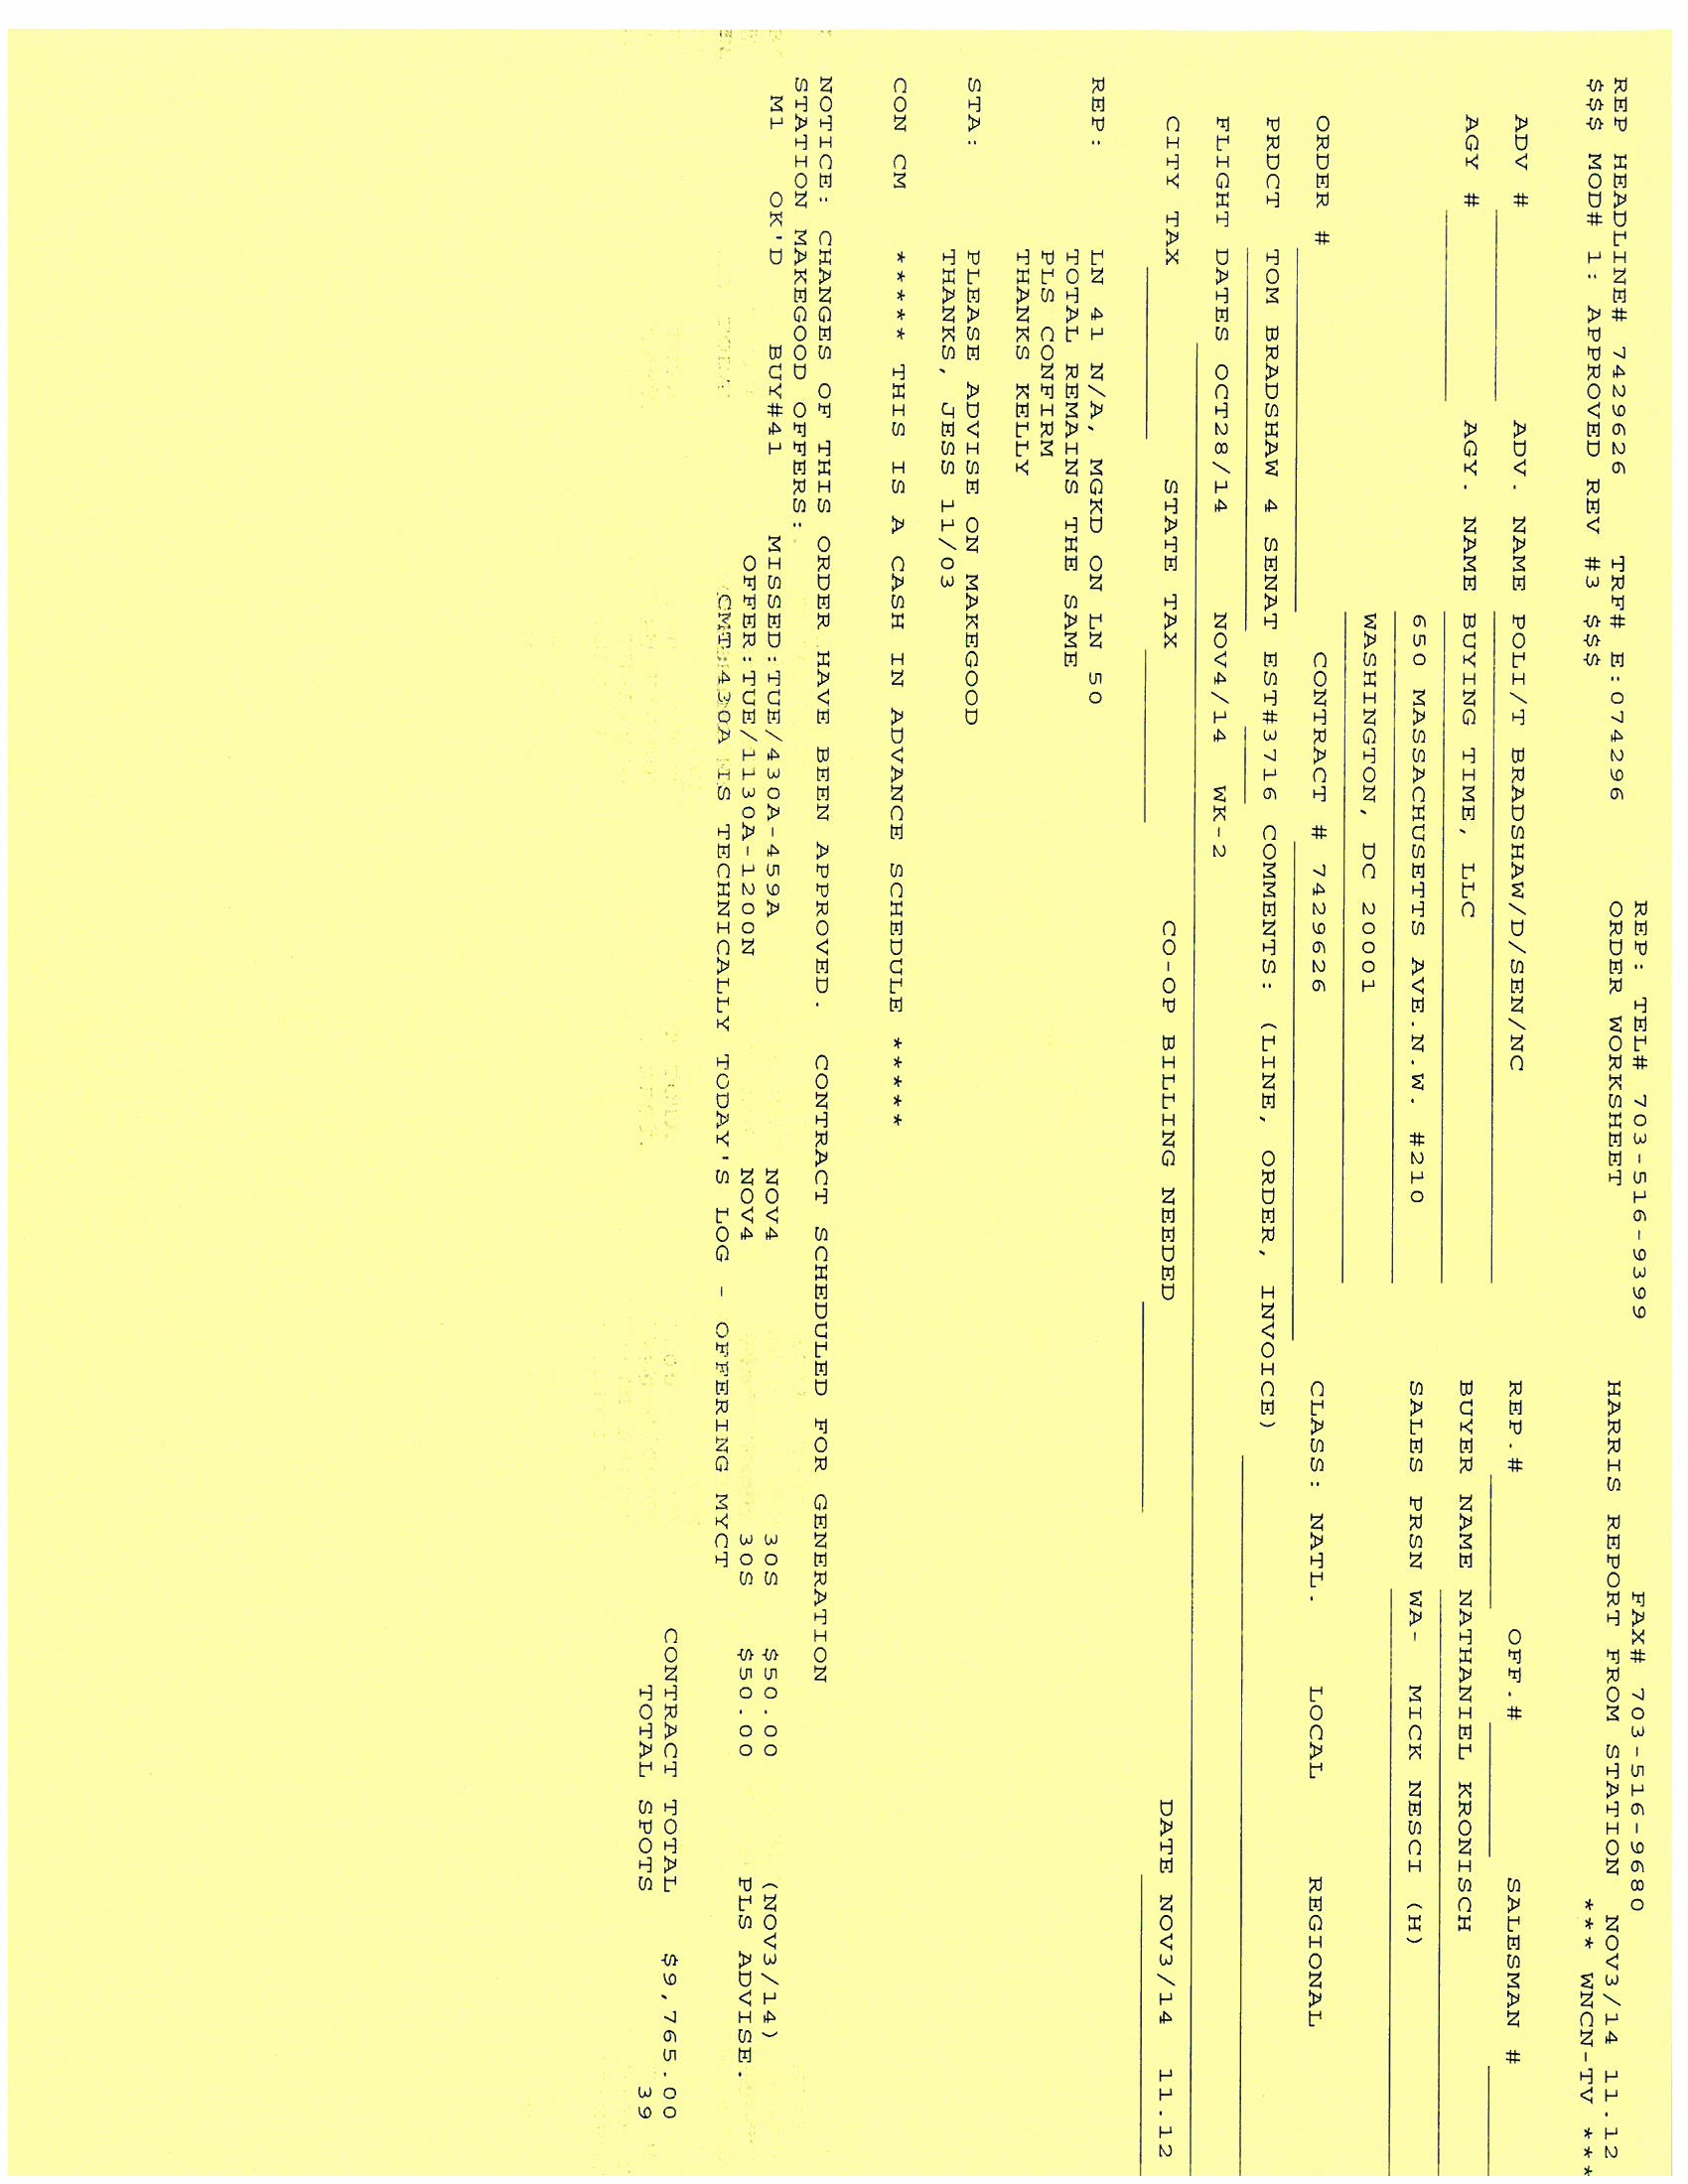 REP: TEL# 703-516-9399 FAX# 703-516-9680
REP HEADLINE# 7429626 TRF# E:074296 ORDER WORKSHEET HARRIS REPORT FROM STATION NOV3/14 11.12
$$$ MOD# 1: APPROVED REV #3 $$$ *** WNCN-TV ***
ADV # ADV. NAME POLI/T BRADSHAW/D/SEN/NC REP.# OFF.# SALESMAN #
AGY # AGY. NAME BUYING TIME, LLC BUYER NAME NATHANIEL KRONISCH
650 MASSACHUSETTS AVE.N.W. #210 SALES PRSN WA- MICK NESCI (H)
WASHINGTON, DC 20001
ORDER # CONTRACT # 7429626 CLASS: NATL. LOCAL REGIONAL
PRDCT TOM BRADSHAW 4 SENAT EST#3716 COMMENTS: (LINE, ORDER, INVOICE)
FLIGHT DATES OCT28/14 NOV4/14 WK-2
CITY TAX STATE TAX CO-OP BILLING NEEDED DATE NOV3/14 11.12
REP: LN 41 N/A, MGKD ON LN 50
TOTAL REMAINS THE SAME
PLS CONFIRM
THANKS KELLY
STA: PLEASE ADVISE ON MAKEGOOD
THANKS, JESS 11/03
CON CM ***** THIS IS A CASH IN ADVANCE SCHEDULE *****
NOTICE: CHANGES OF THIS ORDER HAVE BEEN APPROVED. CONTRACT SCHEDULED FOR GENERATION
STATION MAKEGOOD OFFERS:
M1 OK'D BUY#41 MISSED:TUE/430A-459A NOV4 30S $50.00 (NOV3/14)
OFFER:TUE/1130A-1200N NOV4 30S $50.00 PLS ADVISE.
CMT:430A IS TECHNICALLY TODAY'S LOG - OFFERING MYCT
CONTRACT TOTAL $9,765.00
TOTAL SPOTS 39